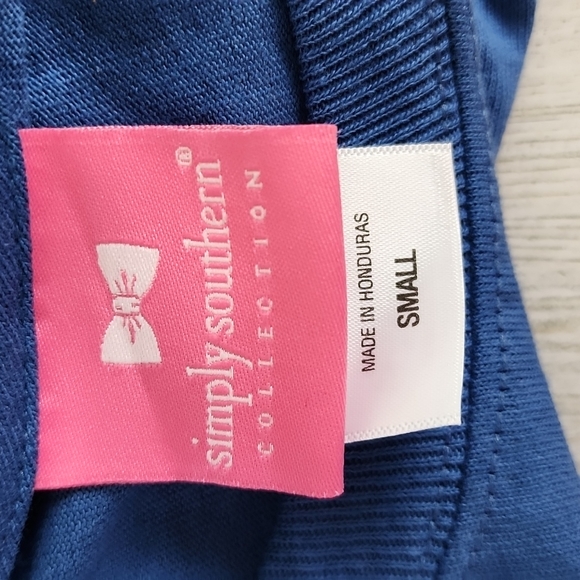 simply southern®
COLLECTION
MADE IN HONDURAS
SMALL